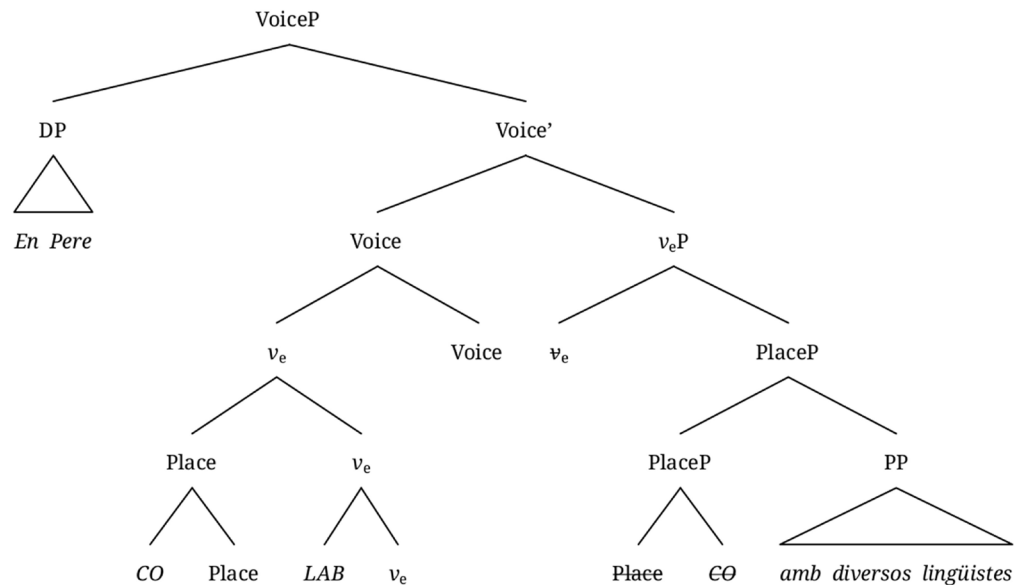 VoiceP
DP Voice’
En Pere Voice vₑP
vₑ Voice vₑ PlaceP
Place vₑ PlaceP PP
CO Place LAB vₑ Place CO amb diversos lingüistes